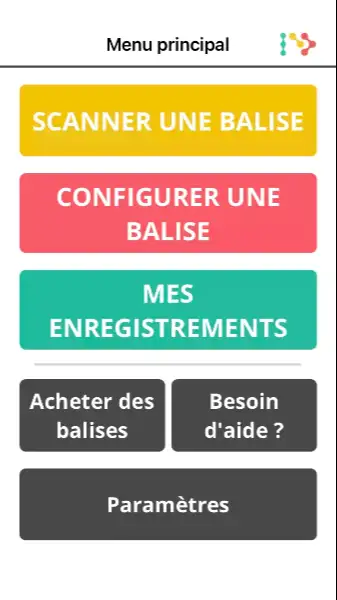 Menu principal
SCANNER UNE BALISE
CONFIGURER UNE
BALISE
MES
ENREGISTREMENTS
Acheter des
balises
Besoin
d'aide ?
Paramètres